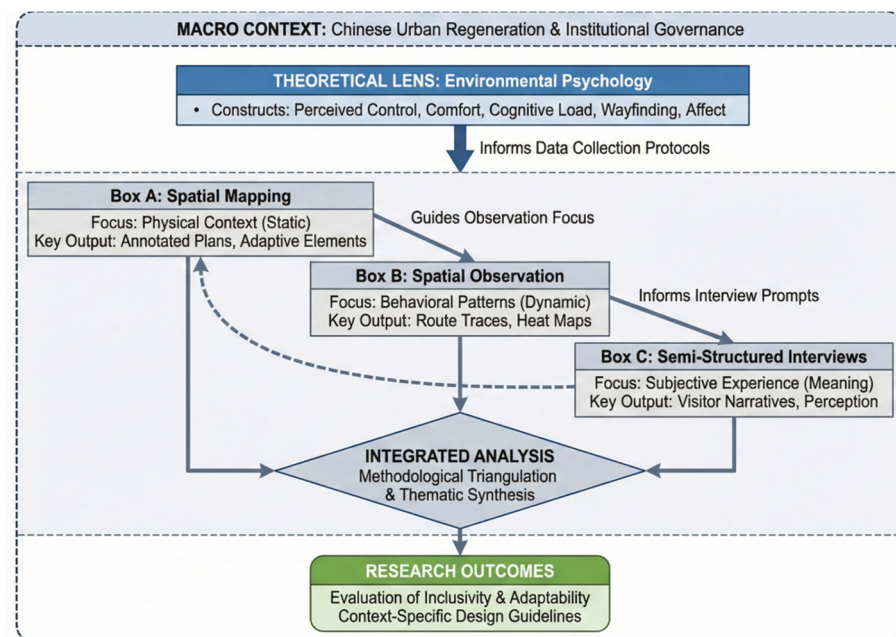 MACRO CONTEXT: Chinese Urban Regeneration & Institutional Governance
THEORETICAL LENS: Environmental Psychology
• Constructs: Perceived Control, Comfort, Cognitive Load, Wayfinding, Affect
Informs Data Collection Protocols
Box A: Spatial Mapping
Focus: Physical Context (Static)
Key Output: Annotated Plans, Adaptive Elements
Guides Observation Focus
Box B: Spatial Observation
Focus: Behavioral Patterns (Dynamic)
Key Output: Route Traces, Heat Maps
Informs Interview Prompts
Box C: Semi-Structured Interviews
Focus: Subjective Experience (Meaning)
Key Output: Visitor Narratives, Perception
INTEGRATED ANALYSIS
Methodological Triangulation
& Thematic Synthesis
RESEARCH OUTCOMES
Evaluation of Inclusivity & Adaptability
Context-Specific Design Guidelines